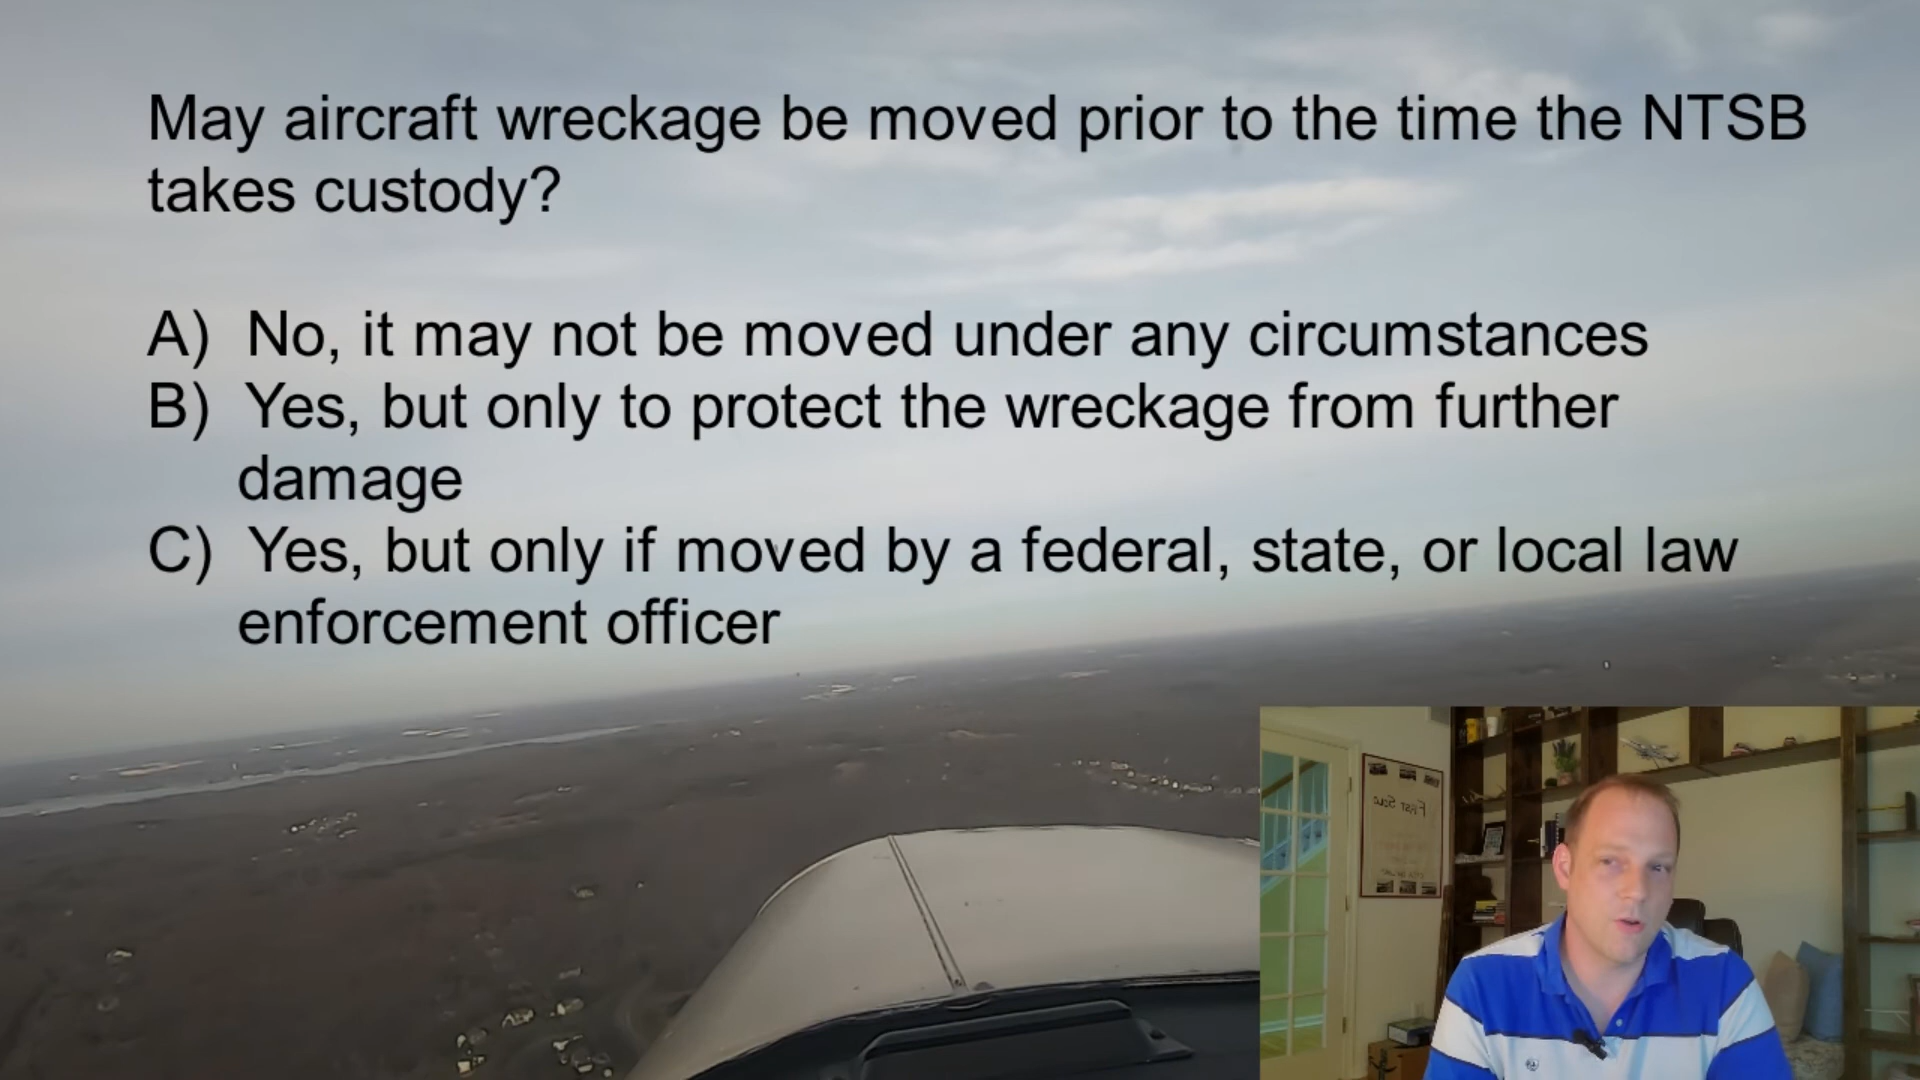 May aircraft wreckage be moved prior to the time the NTSB
takes custody?
A) No, it may not be moved under any circumstances
B) Yes, but only to protect the wreckage from further
damage
C) Yes, but only if moved by a federal, state, or local law
enforcement officer
First Solo